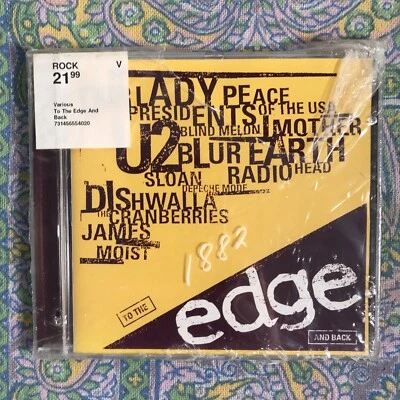 ROCK V
21.99
Various
To The Edge And
Back
731455554020
LADY PEACE
PRESIDENTS OF THE USA
BLIND MELON I MOTHER
U2 BLUR EARTH
SLOAN RADIOHEAD
DEPECHE MODE
DISHWALLA
THE CRANBERRIES
JAMES
MOIST
1882
TO THE
edge
AND BACK